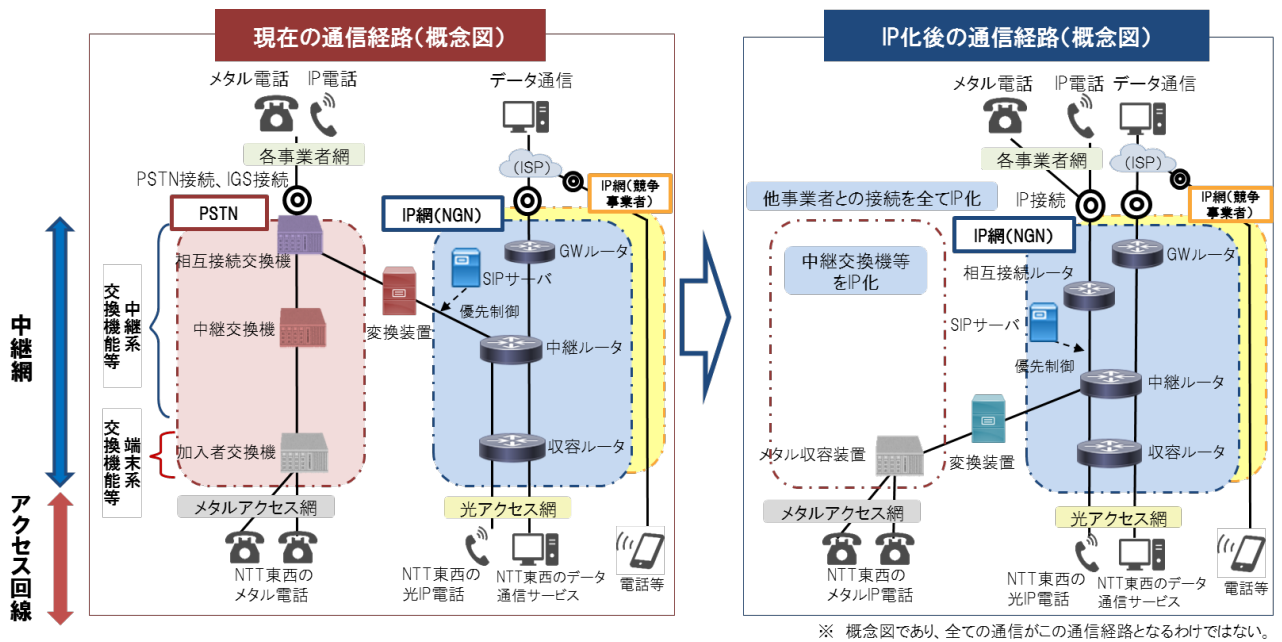 現在の通信経路(概念図)
メタル電話
IP電話
データ通信
各事業者網
(ISP)
PSTN接続、IGS接続
IP網(競争
事業者)
PSTN
IP網(NGN)
相互接続交換機
GWルータ
SIPサーバ
優先制御
変換装置
中継交換機
中継ルータ
加入者交換機
収容ルータ
メタルアクセス網
光アクセス網
NTT東西の
メタル電話
NTT東西の
光IP電話
NTT東西のデータ
通信サービス
電話等
中継網
中継系
交換機能等
端末系
交換機能等
アクセス回線
IP化後の通信経路(概念図)
メタル電話
IP電話
データ通信
各事業者網
(ISP)
他事業者との接続を全てIP化
IP接続
IP網(競争
事業者)
IP網(NGN)
中継交換機等
をIP化
相互接続ルータ
GWルータ
SIPサーバ
優先制御
中継ルータ
メタル収容装置
変換装置
収容ルータ
メタルアクセス網
光アクセス網
NTT東西の
メタルIP電話
NTT東西の
光IP電話
NTT東西のデータ
通信サービス
電話等
※ 概念図であり、全ての通信がこの通信経路となるわけではない。